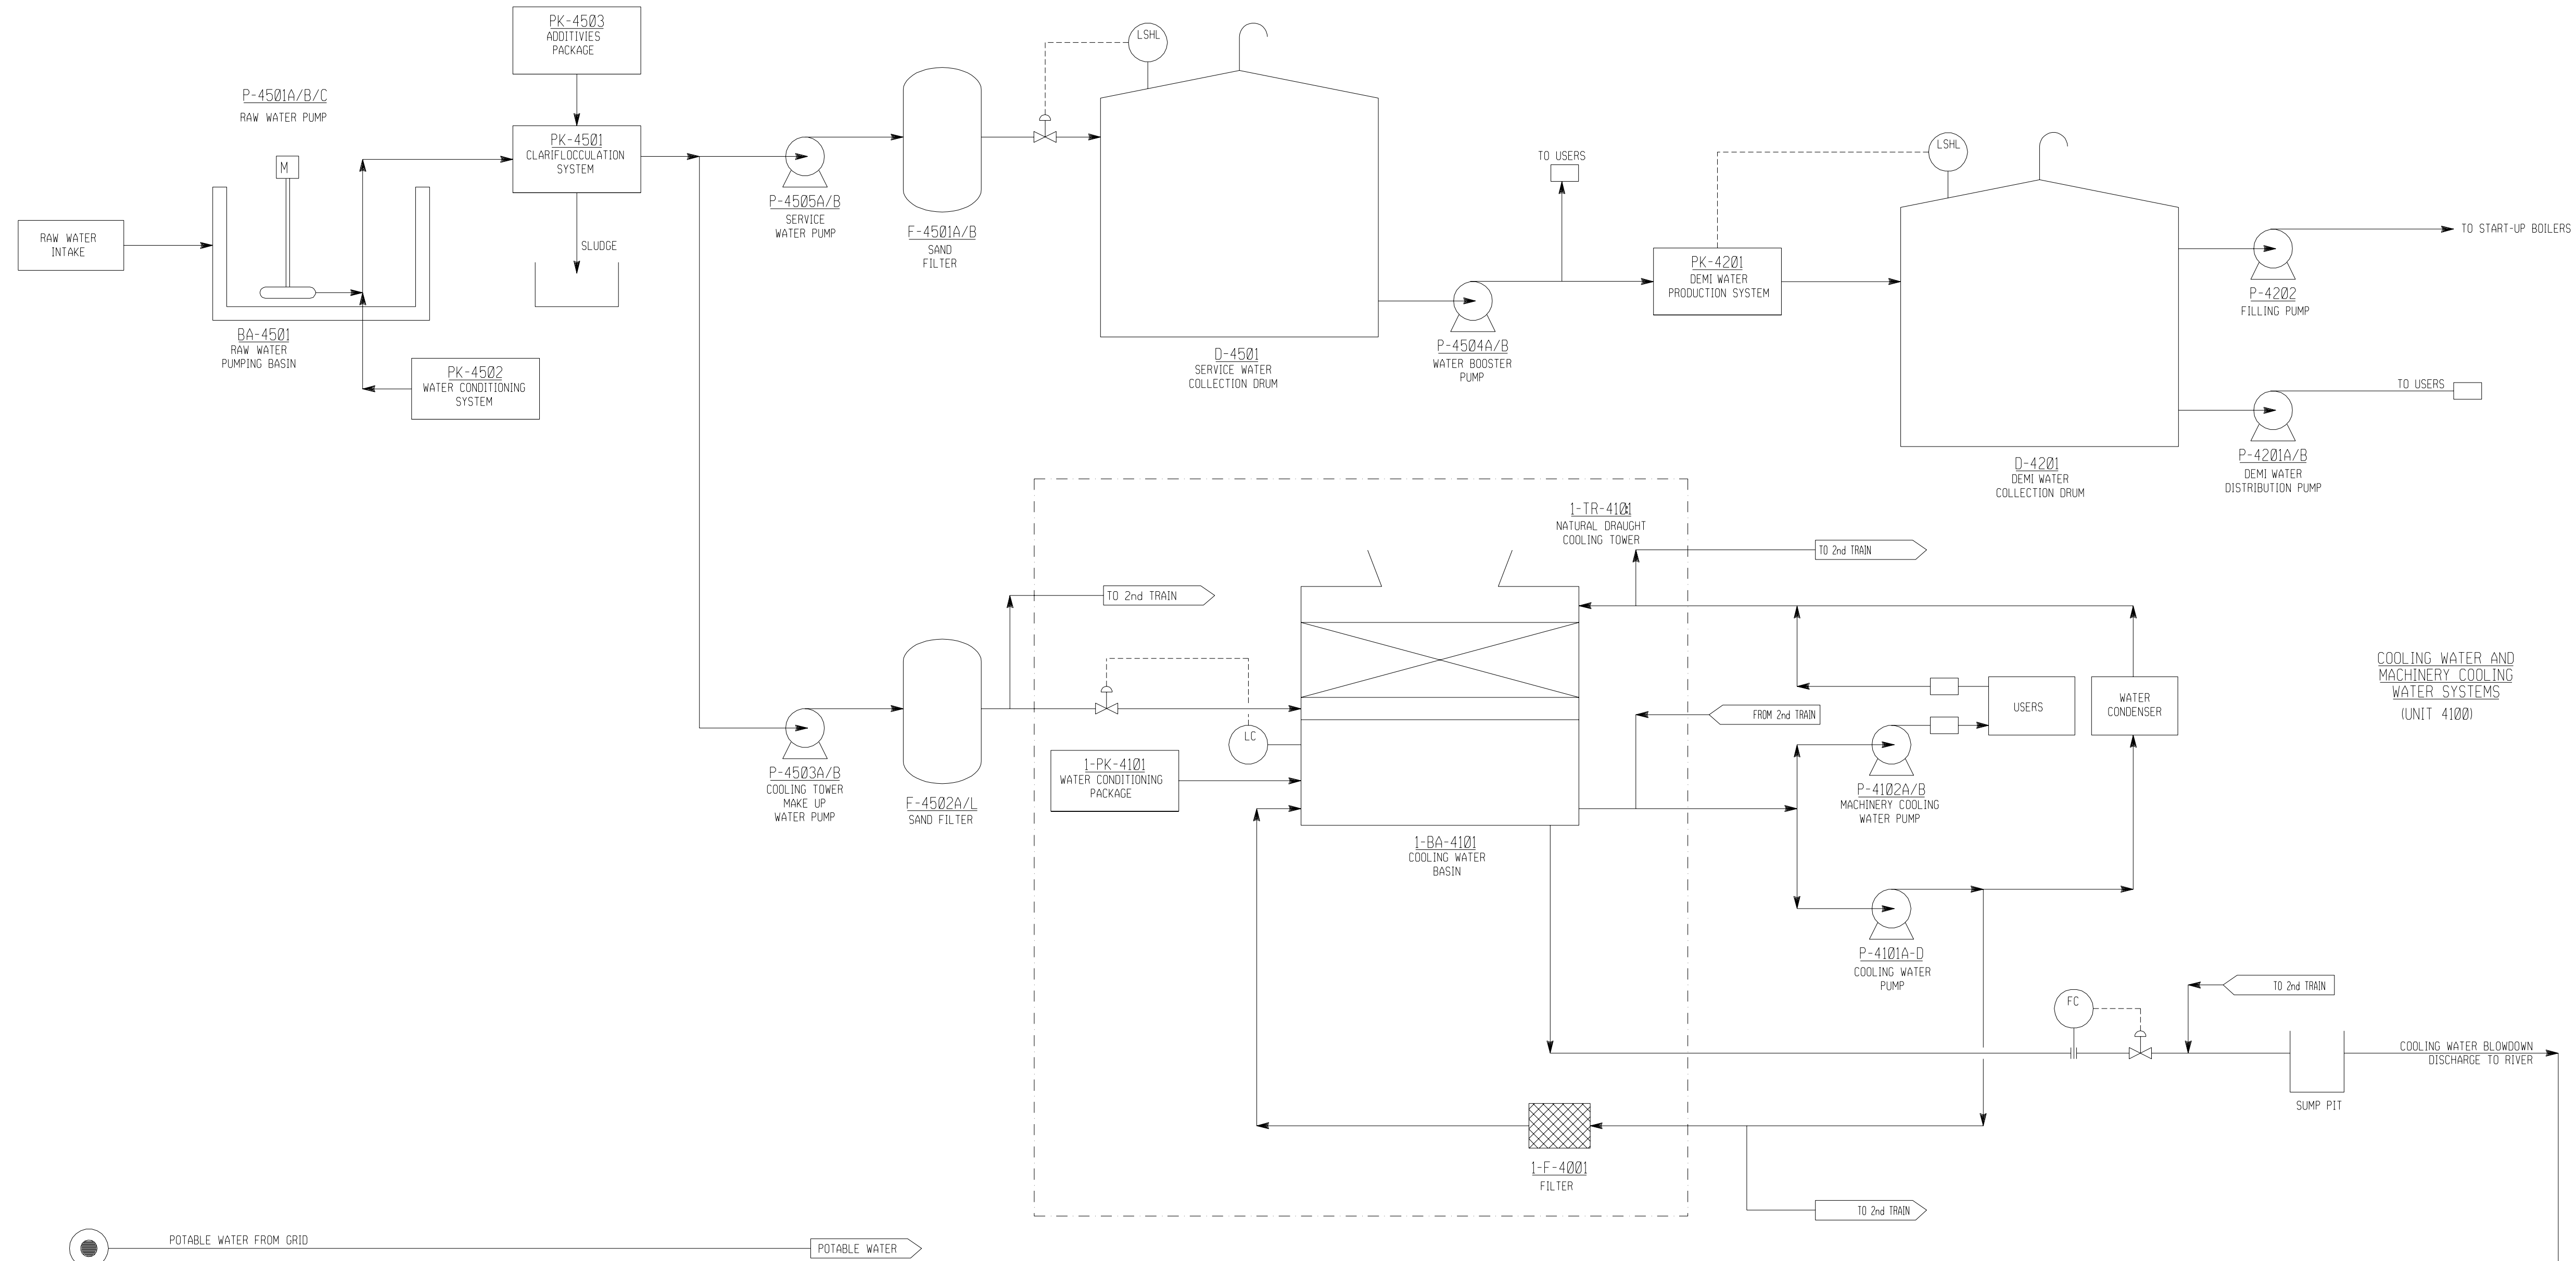 PK-4503
ADDITIVIES
PACKAGE
P-4501A/B/C
RAW WATER PUMP
M
PK-4501
CLARIFLOCCULATION
SYSTEM
RAW WATER
INTAKE
SLUDGE
BA-4501
RAW WATER
PUMPING BASIN
PK-4502
WATER CONDITIONING
SYSTEM
P-4505A/B
SERVICE
WATER PUMP
F-4501A/B
SAND
FILTER
LSHL
D-4501
SERVICE WATER
COLLECTION DRUM
TO USERS
P-4504A/B
WATER BOOSTER
PUMP
PK-4201
DEMI WATER
PRODUCTION SYSTEM
LSHL
D-4201
DEMI WATER
COLLECTION DRUM
TO START-UP BOILERS
P-4202
FILLING PUMP
TO USERS
P-4201A/B
DEMI WATER
DISTRIBUTION PUMP
1-TR-4101
NATURAL DRAUGHT
COOLING TOWER
TO 2nd TRAIN
TO 2nd TRAIN
P-4503A/B
COOLING TOWER
MAKE UP
WATER PUMP
F-4502A/L
SAND FILTER
LC
1-PK-4101
WATER CONDITIONING
PACKAGE
1-BA-4101
COOLING WATER
BASIN
FROM 2nd TRAIN
USERS
WATER
CONDENSER
P-4102A/B
MACHINERY COOLING
WATER PUMP
P-4101A-D
COOLING WATER
PUMP
COOLING WATER AND
MACHINERY COOLING
WATER SYSTEMS
(UNIT 4100)
FC
TO 2nd TRAIN
COOLING WATER BLOWDOWN
DISCHARGE TO RIVER
SUMP PIT
1-F-4001
FILTER
TO 2nd TRAIN
POTABLE WATER FROM GRID
POTABLE WATER